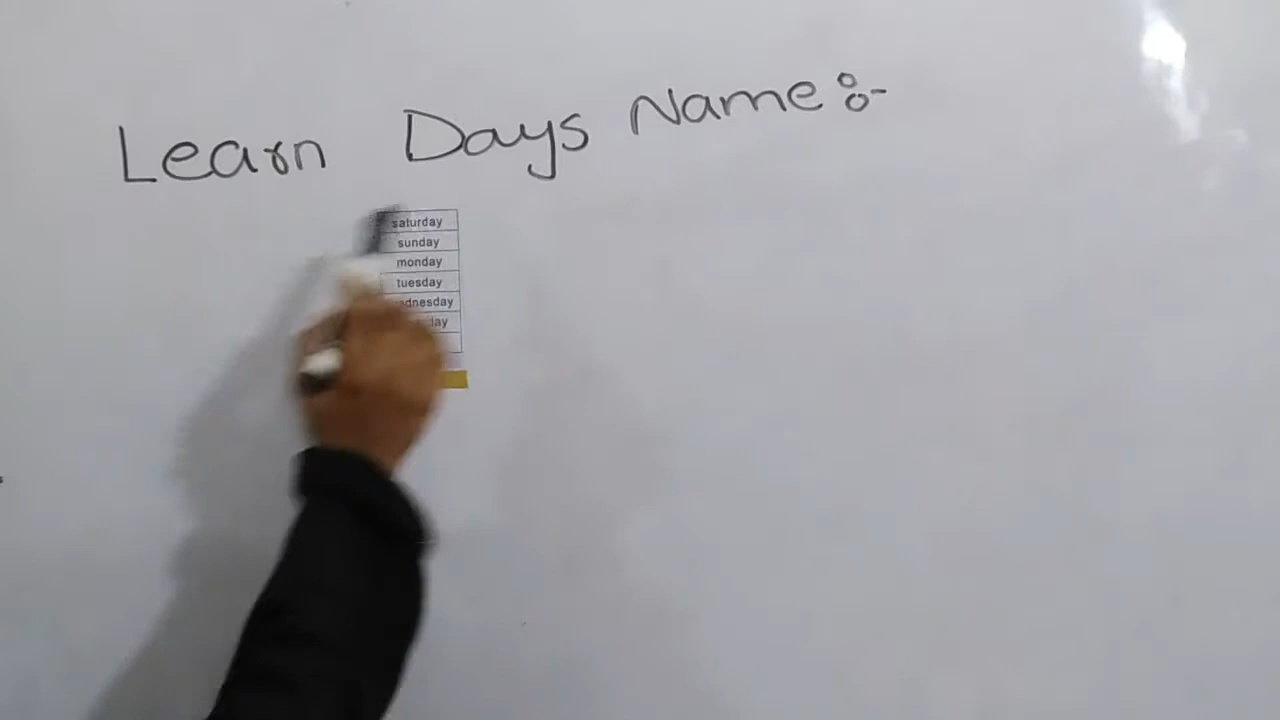 Learn Days Name :-
saturday
sunday
monday
tuesday